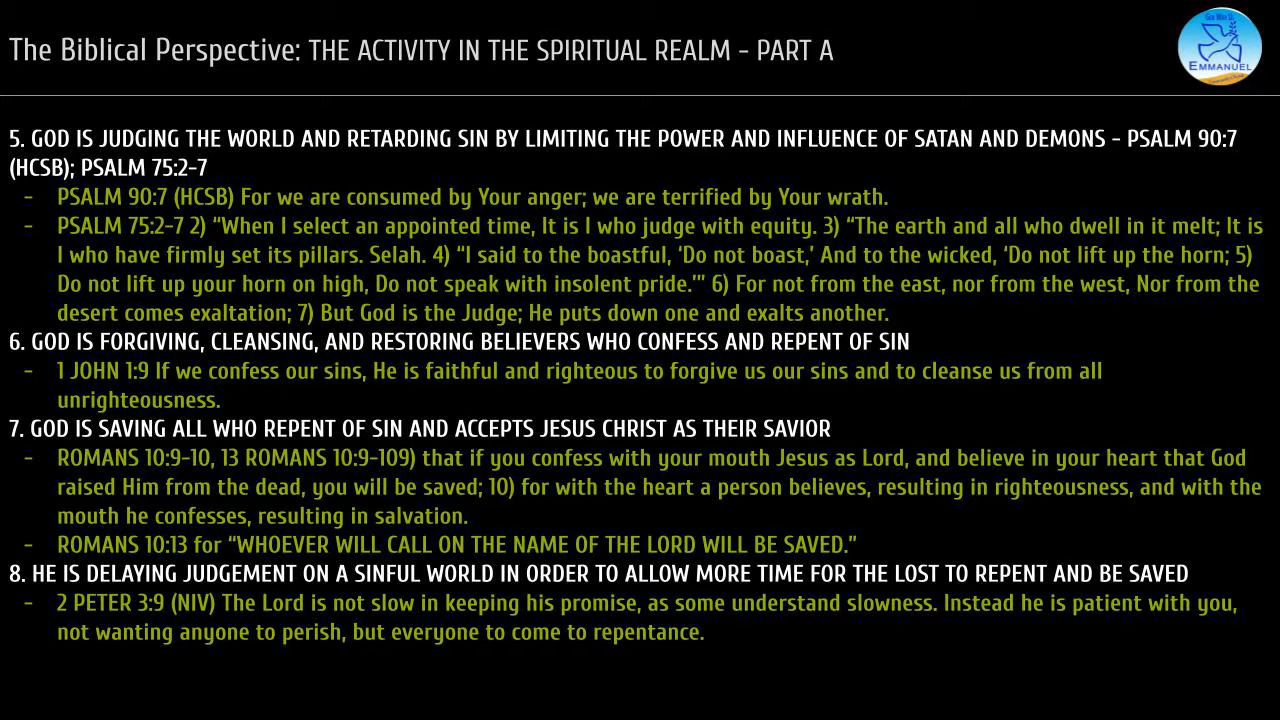 The Biblical Perspective: THE ACTIVITY IN THE SPIRITUAL REALM - PART A
God With Us
EMMANUEL
5. GOD IS JUDGING THE WORLD AND RETARDING SIN BY LIMITING THE POWER AND INFLUENCE OF SATAN AND DEMONS - PSALM 90:7
(HCSB); PSALM 75:2-7
- PSALM 90:7 (HCSB) For we are consumed by Your anger; we are terrified by Your wrath.
- PSALM 75:2-7 2) “When I select an appointed time, It is I who judge with equity. 3) “The earth and all who dwell in it melt; It is
I who have firmly set its pillars. Selah. 4) “I said to the boastful, ‘Do not boast,’ And to the wicked, ‘Do not lift up the horn; 5)
Do not lift up your horn on high, Do not speak with insolent pride.’” 6) For not from the east, nor from the west, Nor from the
desert comes exaltation; 7) But God is the Judge; He puts down one and exalts another.
6. GOD IS FORGIVING, CLEANSING, AND RESTORING BELIEVERS WHO CONFESS AND REPENT OF SIN
- 1 JOHN 1:9 If we confess our sins, He is faithful and righteous to forgive us our sins and to cleanse us from all
unrighteousness.
7. GOD IS SAVING ALL WHO REPENT OF SIN AND ACCEPTS JESUS CHRIST AS THEIR SAVIOR
- ROMANS 10:9-10, 13 ROMANS 10:9-109) that if you confess with your mouth Jesus as Lord, and believe in your heart that God
raised Him from the dead, you will be saved; 10) for with the heart a person believes, resulting in righteousness, and with the
mouth he confesses, resulting in salvation.
- ROMANS 10:13 for “WHOEVER WILL CALL ON THE NAME OF THE LORD WILL BE SAVED.”
8. HE IS DELAYING JUDGEMENT ON A SINFUL WORLD IN ORDER TO ALLOW MORE TIME FOR THE LOST TO REPENT AND BE SAVED
- 2 PETER 3:9 (NIV) The Lord is not slow in keeping his promise, as some understand slowness. Instead he is patient with you,
not wanting anyone to perish, but everyone to come to repentance.